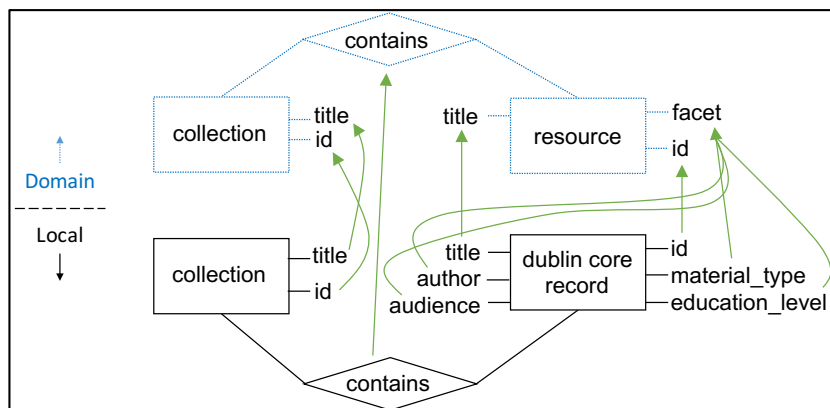 contains
collection
title
id
title
resource
facet
id
Domain
Local
collection
title
id
title
author
audience
dublin core
record
id
material_type
education_level
contains